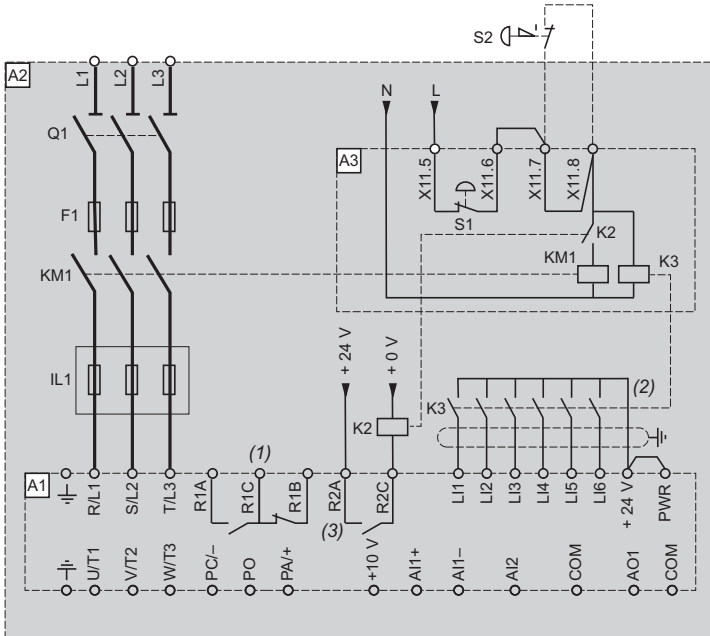 S2
A2
L1 L2 L3
N L
Q1
A3
X11.5 X11.6 X11.7 X11.8
S1
K2
F1
KM1
KM1 K3
+ 24 V + 0 V
IL1
K3
(2)
K2
(1)
A1
R/L1 S/L2 T/L3 R1A R1C R1B R2A R2C LI1 LI2 LI3 LI4 LI5 LI6 + 24 V PWR
(3)
U/T1 V/T2 W/T3 PC/– PO PA/+ +10 V AI1+ AI1– AI2 COM AO1 COM